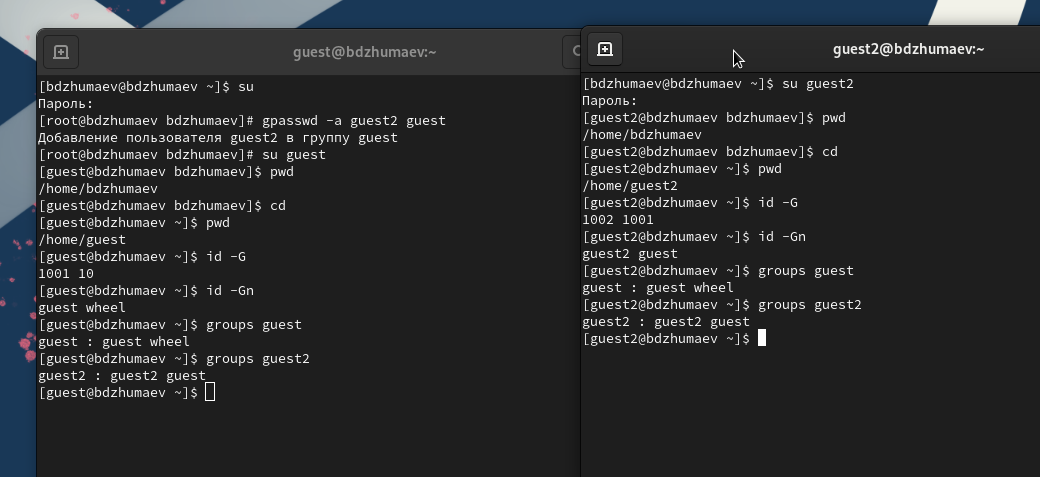 guest@bdzhumaev:~
[bdzhumaev@bdzhumaev ~]$ su
Пароль:
[root@bdzhumaev bdzhumaev]# gpasswd -a guest2 guest
Добавление пользователя guest2 в группу guest
[root@bdzhumaev bdzhumaev]# su guest
[guest@bdzhumaev bdzhumaev]$ pwd
/home/bdzhumaev
[guest@bdzhumaev bdzhumaev]$ cd
[guest@bdzhumaev ~]$ pwd
/home/guest
[guest@bdzhumaev ~]$ id -G
1001 10
[guest@bdzhumaev ~]$ id -Gn
guest wheel
[guest@bdzhumaev ~]$ groups guest
guest : guest wheel
[guest@bdzhumaev ~]$ groups guest2
guest2 : guest2 guest
[guest@bdzhumaev ~]$
guest2@bdzhumaev:~
[bdzhumaev@bdzhumaev ~]$ su guest2
Пароль:
[guest2@bdzhumaev bdzhumaev]$ pwd
/home/bdzhumaev
[guest2@bdzhumaev bdzhumaev]$ cd
[guest2@bdzhumaev ~]$ pwd
/home/guest2
[guest2@bdzhumaev ~]$ id -G
1002 1001
[guest2@bdzhumaev ~]$ id -Gn
guest2 guest
[guest2@bdzhumaev ~]$ groups guest
guest : guest wheel
[guest2@bdzhumaev ~]$ groups guest2
guest2 : guest2 guest
[guest2@bdzhumaev ~]$